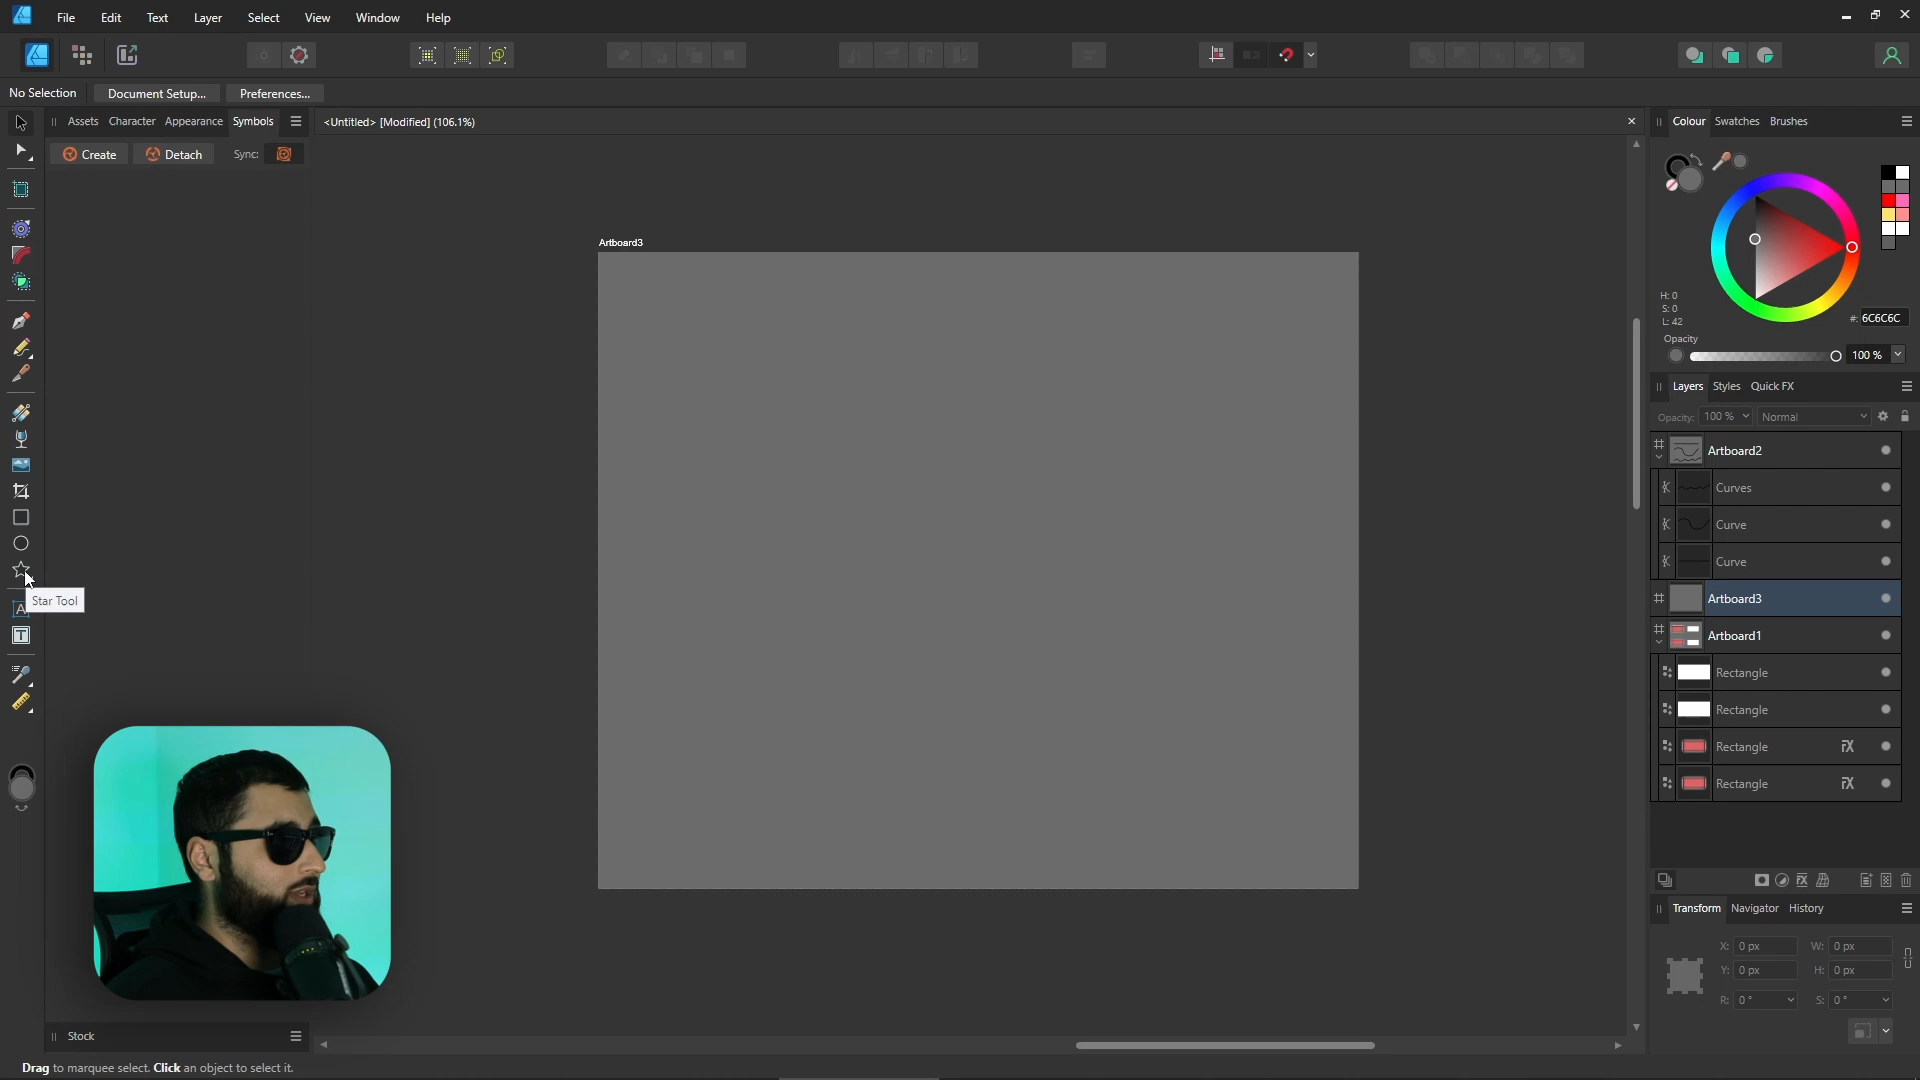 File Edit Text Layer Select View Window Help
No Selection Document Setup... Preferences...
Assets Character Appearance Symbols
<Untitled> [Modified] (106.1%)
Colour Swatches Brushes
Create Detach Sync:
Artboard3
H: 0
S: 0
L: 42
#: 6C6C6C
Opacity
100 %
Layers Styles Quick FX
Opacity: 100 % Normal
Artboard2
Curves
Curve
Curve
Artboard3
Artboard1
Rectangle
Rectangle
Rectangle
Rectangle
Star Tool
Transform Navigator History
X: 0 px W: 0 px
Y: 0 px H: 0 px
R: 0 ° S: 0 °
Stock
Drag to marquee select. Click an object to select it.